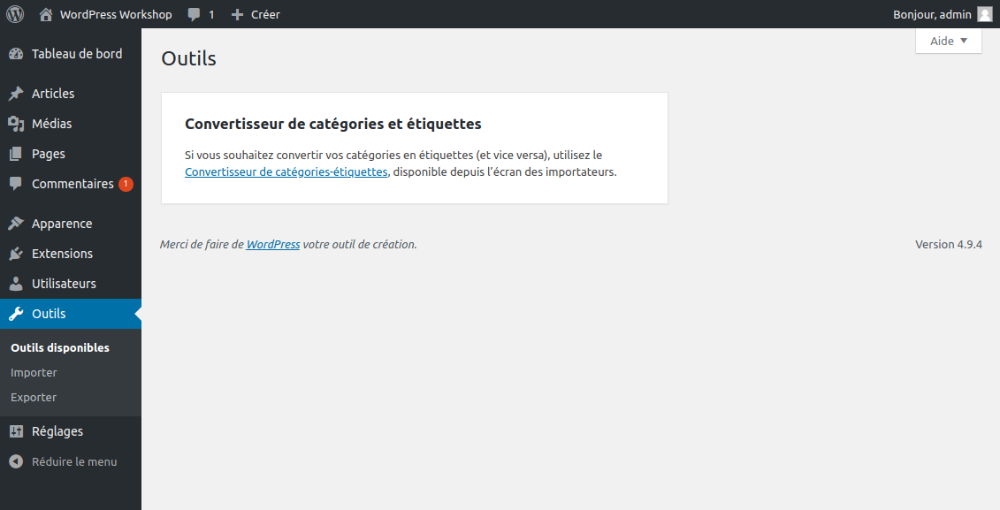 WordPress Workshop 1 Créer Bonjour, admin
Aide
Tableau de bord
Articles
Médias
Pages
Commentaires 1
Apparence
Extensions
Utilisateurs
Outils
Outils disponibles
Importer
Exporter
Réglages
Réduire le menu
Outils
Convertisseur de catégories et étiquettes
Si vous souhaitez convertir vos catégories en étiquettes (et vice versa), utilisez le
Convertisseur de catégories-étiquettes, disponible depuis l’écran des importateurs.
Merci de faire de WordPress votre outil de création.
Version 4.9.4